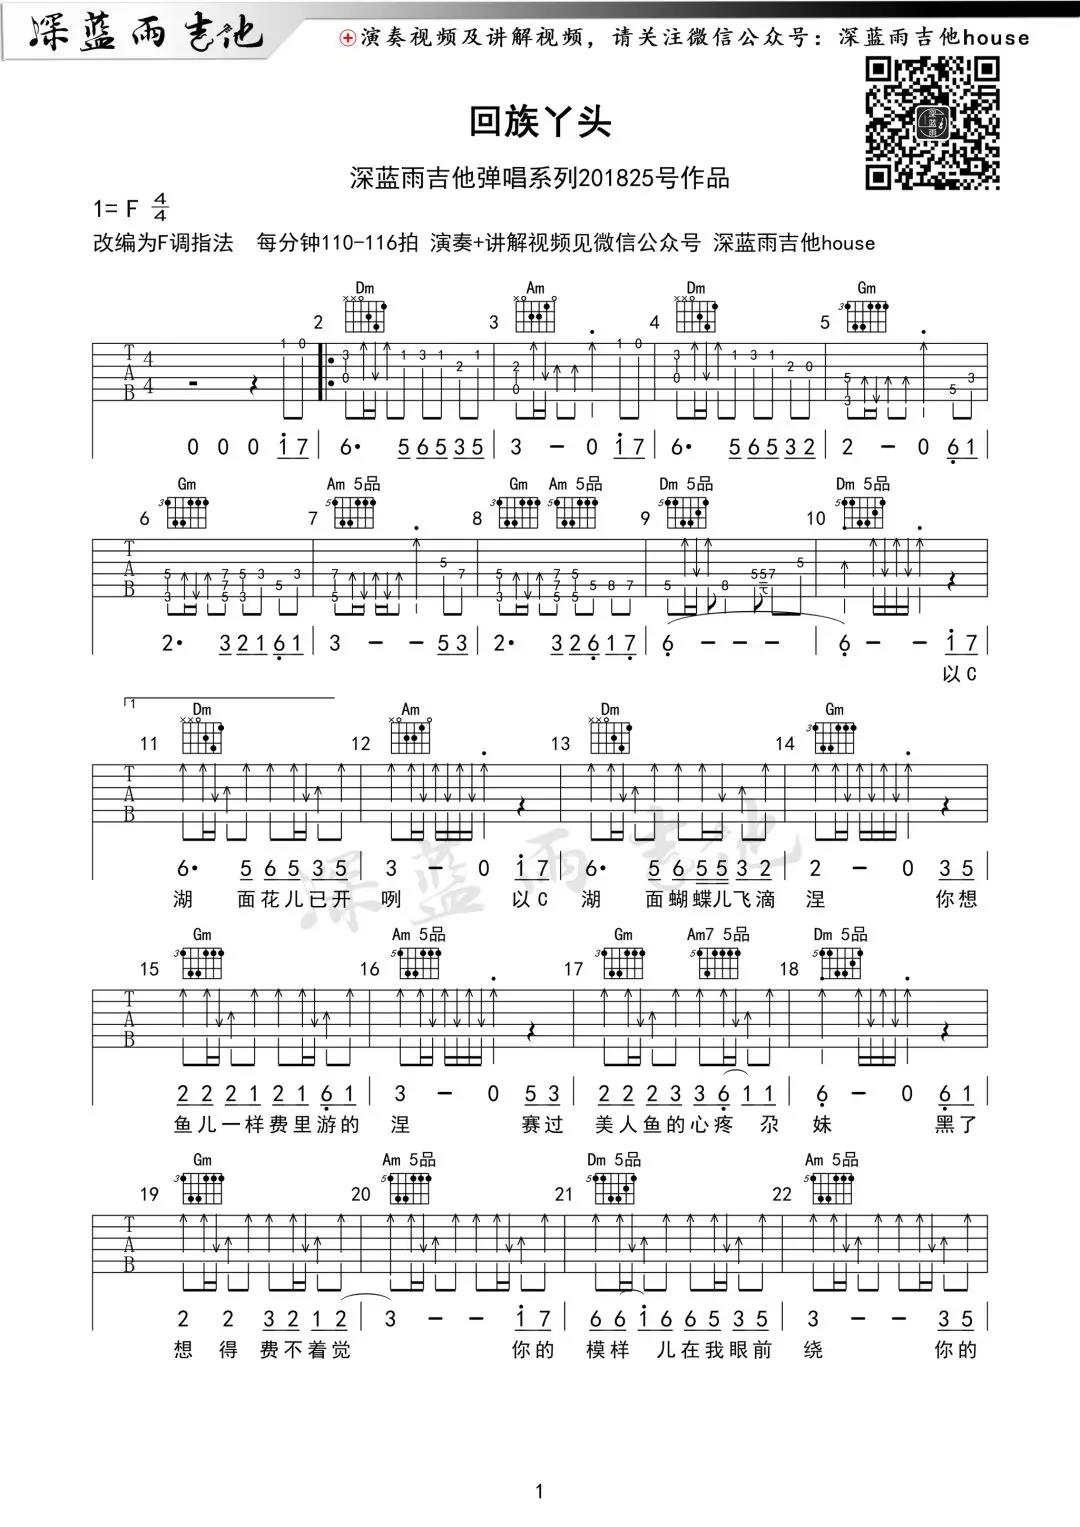 深蓝雨吉他
演奏视频及讲解视频，请关注微信公众号：深蓝雨吉他house
深蓝雨
回族丫头
深蓝雨吉他弹唱系列201825号作品
1= F 4/4
改编为F调指法 每分钟110-116拍 演奏+讲解视频见微信公众号 深蓝雨吉他house
Dm Am Dm Gm
2 3 4 5
T A B 4 4
0 0 0 i 7 6· 5 6 5 3 5 3 - 0 i 7 6· 5 6 5 3 2 2 - 0 6 1
Gm Am 5品 Gm Am 5品 Dm 5品 Dm 5品
6 7 8 9 10
T A B
2· 3 2 1 6 1 3 - - 5 3 2· 3 2 6 1 7 6 - - - 6 - - i 7
以C
1
Dm Am Dm Gm
11 12 13 14
T A B
6· 5 6 5 3 5 3 - 0 i 7 6· 5 6 5 5 3 2 2 - 0 3 5
湖 面花儿已开 咧 以C 湖 面蝴蝶儿飞滴 涅 你想
深蓝雨吉他
Gm Am 5品 Gm Am7 5品 Dm 5品
15 16 17 18
T A B
2 2 2 1 2 1 6 1 3 - 0 5 3 2 2 2 3 3 6 1 1 6 - 0 6 1
鱼儿一样费里游的 涅 赛过 美人鱼的心疼 尕 妹 黑了
Gm Am 5品 Dm 5品 Am 5品
19 20 21 22
T A B
2 2 3 2 1 2 3 - - i 7 6 6 i 6 6 5 3 5 3 - - 3 5
想 得 费不着觉 你的 模样 儿在我眼前 绕 你的
1